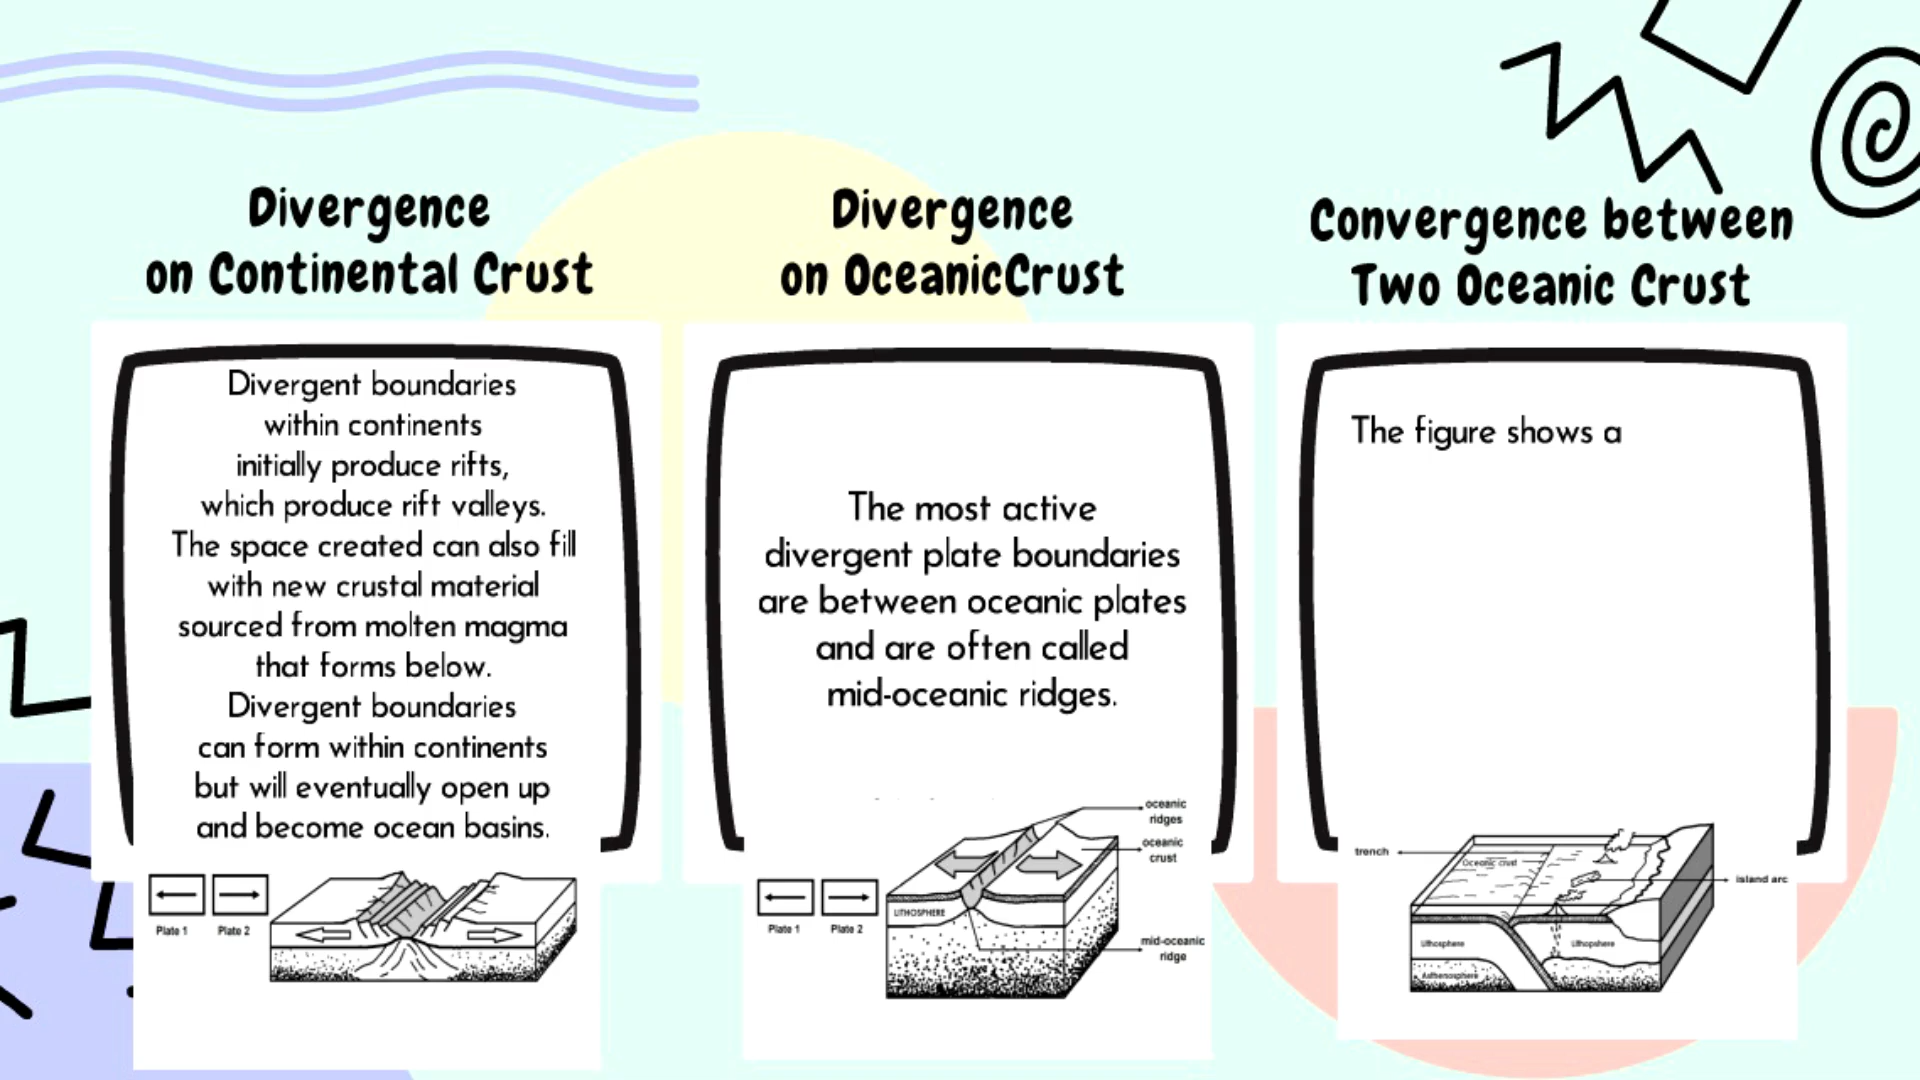 Divergence
on Continental Crust
Divergent boundaries
within continents
initially produce rifts,
which produce rift valleys.
The space created can also fill
with new crustal material
sourced from molten magma
that forms below.
Divergent boundaries
can form within continents
but will eventually open up
and become ocean basins.
Plate 1
Plate 2
Divergence
on OceanicCrust
The most active
divergent plate boundaries
are between oceanic plates
and are often called
mid-oceanic ridges.
oceanic
ridges
oceanic
crust
LITHOSPHERE
mid-oceanic
ridge
Plate 1
Plate 2
Convergence between
Two Oceanic Crust
The figure shows a
trench
Oceanic crust
island arc
Lithosphere
Lithopshere
Asthenosphere